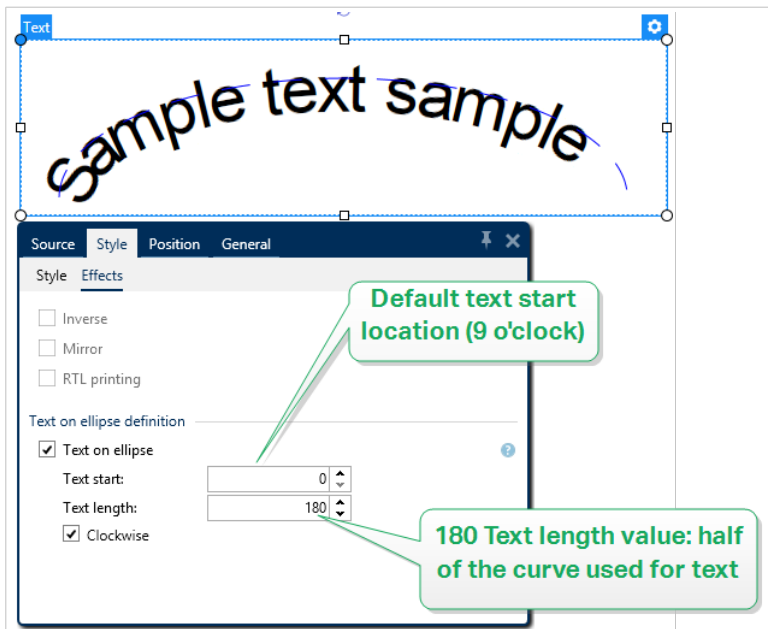 Text
Sample text sample
Source Style Position General
Style Effects
Inverse
Mirror
RTL printing
Default text start
location (9 o'clock)
Text on ellipse definition
Text on ellipse
?
Text start: 0
Text length: 180
Clockwise
180 Text length value: half
of the curve used for text